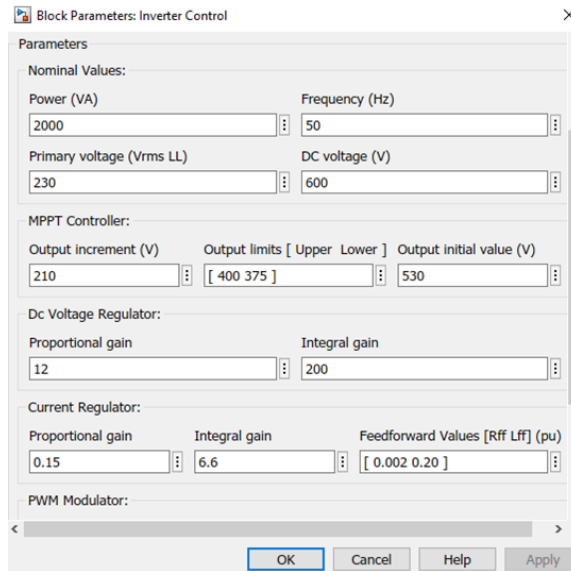 Block Parameters: Inverter Control
Parameters
Nominal Values:
Power (VA) Frequency (Hz)
2000 50
Primary voltage (Vrms LL) DC voltage (V)
230 600
MPPT Controller:
Output increment (V) Output limits [ Upper Lower ] Output initial value (V)
210 [ 400 375 ] 530
Dc Voltage Regulator:
Proportional gain Integral gain
12 200
Current Regulator:
Proportional gain Integral gain Feedforward Values [Rff Lff] (pu)
0.15 6.6 [ 0.002 0.20 ]
PWM Modulator:
OK Cancel Help Apply